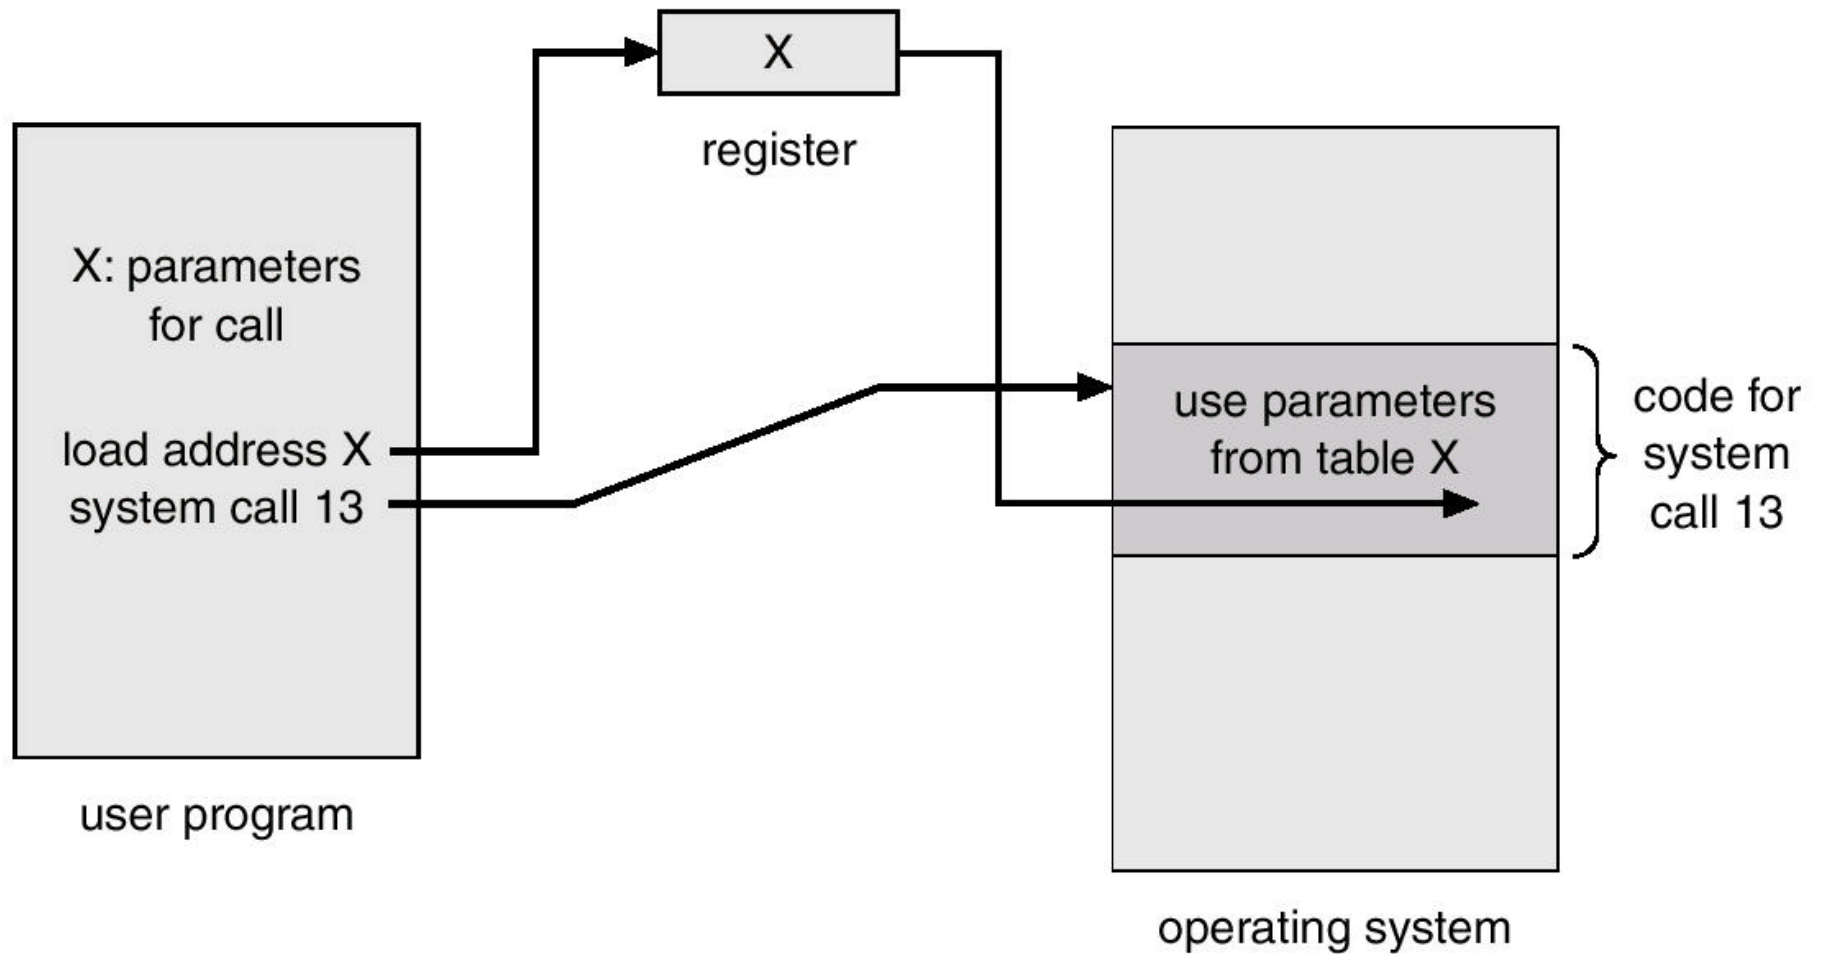 X
register
X: parameters
for call
load address X
system call 13
user program
use parameters
from table X
code for
system
call 13
operating system